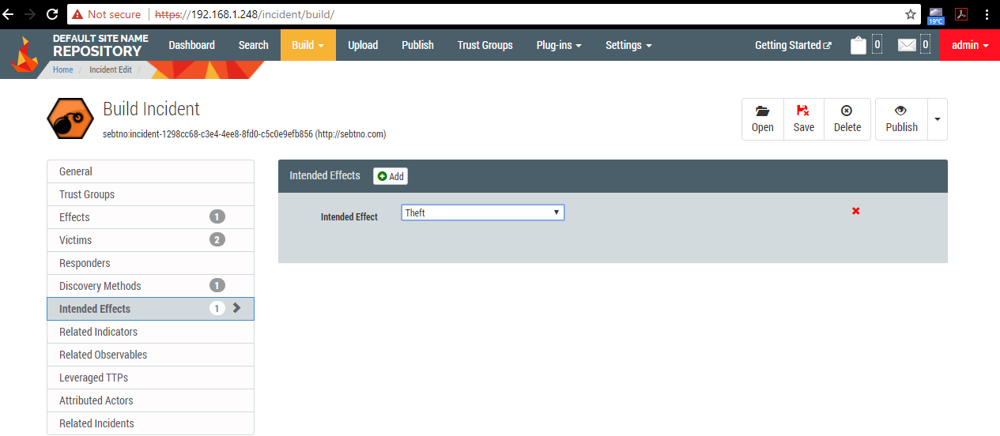 Not secure https://192.168.1.248/incident/build/
19°C
DEFAULT SITE NAME
REPOSITORY
Dashboard Search Build Upload Publish Trust Groups Plug-ins Settings Getting Started 0 0 admin
Home / Incident Edit /
Build Incident
sebtno:incident-1298cc68-c3e4-4ee8-8fd0-c5c0e9efb856 (http://sebtno.com)
Open Save Delete Publish
General
Trust Groups
Effects 1
Victims 2
Responders
Discovery Methods 1
Intended Effects 1
Related Indicators
Related Observables
Leveraged TTPs
Attributed Actors
Related Incidents
Intended Effects Add
Intended Effect Theft